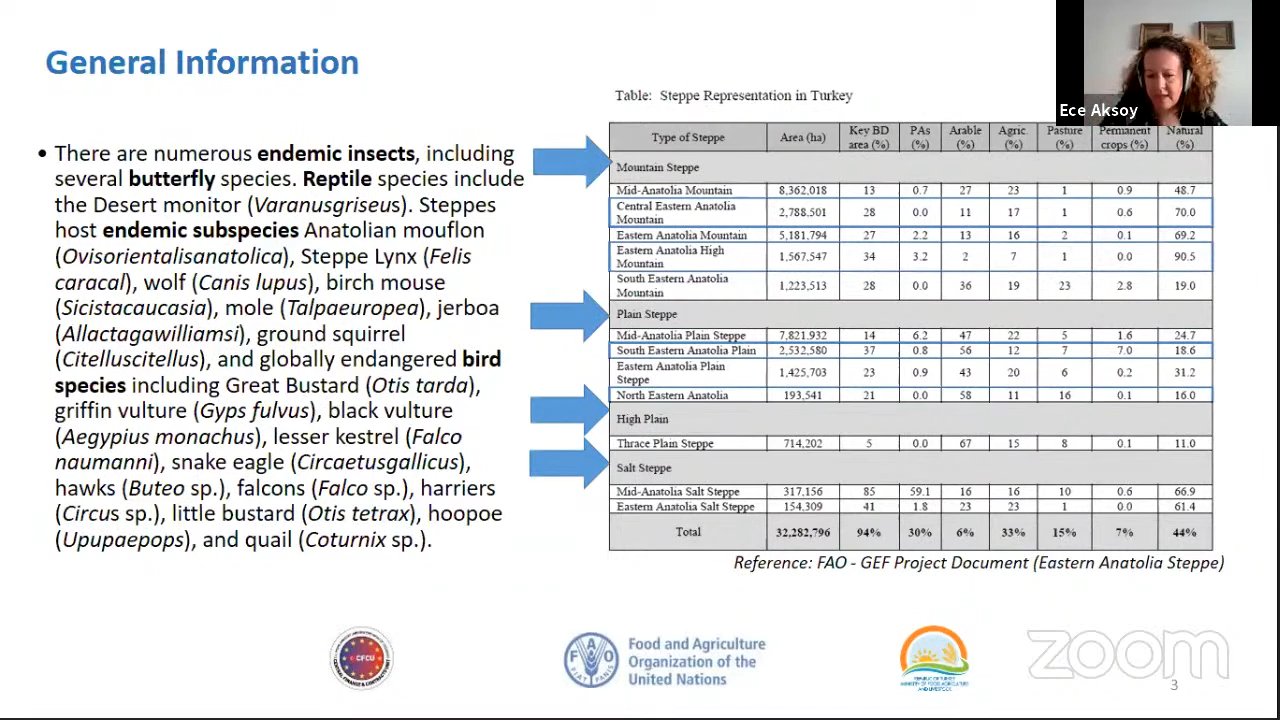 General Information
• There are numerous endemic insects, including
several butterfly species. Reptile species include
the Desert monitor (Varanusgriseus). Steppes
host endemic subspecies Anatolian mouflon
(Ovisorientalisanatolica), Steppe Lynx (Felis
caracal), wolf (Canis lupus), birch mouse
(Sicistacaucasia), mole (Talpaeuropea), jerboa
(Allactagawilliamsi), ground squirrel
(Citelluscitellus), and globally endangered bird
species including Great Bustard (Otis tarda),
griffin vulture (Gyps fulvus), black vulture
(Aegypius monachus), lesser kestrel (Falco
naumanni), snake eagle (Circaetusgallicus),
hawks (Buteo sp.), falcons (Falco sp.), harriers
(Circus sp.), little bustard (Otis tetrax), hoopoe
(Upupaepops), and quail (Coturnix sp.).
Ece Aksoy
Table: Steppe Representation in Turkey
Type of Steppe Area (ha) Key BD area (%) PAs (%) Arable (%) Agric. (%) Pasture (%) Permanent crops (%) Natural (%)
Mountain Steppe
Mid-Anatolia Mountain 8,362,018 13 0.7 27 23 1 0.9 48.7
Central Eastern Anatolia Mountain 2,788,501 28 0.0 11 17 1 0.6 70.0
Eastern Anatolia Mountain 5,181,794 27 2.2 13 16 2 0.1 69.2
Eastern Anatolia High Mountain 1,567,547 34 3.2 2 7 1 0.0 90.5
South Eastern Anatolia Mountain 1,223,513 28 0.0 36 19 23 2.8 19.0
Plain Steppe
Mid-Anatolia Plain Steppe 7,821,932 14 6.2 47 22 5 1.6 24.7
South Eastern Anatolia Plain 2,532,580 37 0.8 56 12 7 7.0 18.6
Eastern Anatolia Plain Steppe 1,425,703 23 0.9 43 20 6 0.2 31.2
North Eastern Anatolia 193,541 21 0.0 58 11 16 0.1 16.0
High Plain
Thrace Plain Steppe 714,202 5 0.0 67 15 8 0.1 11.0
Salt Steppe
Mid-Anatolia Salt Steppe 317,156 85 59.1 16 16 10 0.6 66.9
Eastern Anatolia Salt Steppe 154,309 41 1.8 23 23 1 0.0 61.4
Total 32,282,796 94% 30% 6% 33% 15% 7% 44%
Reference: FAO - GEF Project Document (Eastern Anatolia Steppe)
CFCU
FAO
FIAT PANIS
Food and Agriculture
Organization of the
United Nations
REPUBLIC OF TURKEY
MINISTRY OF FOOD, AGRICULTURE
AND LIVESTOCK
zoom
3